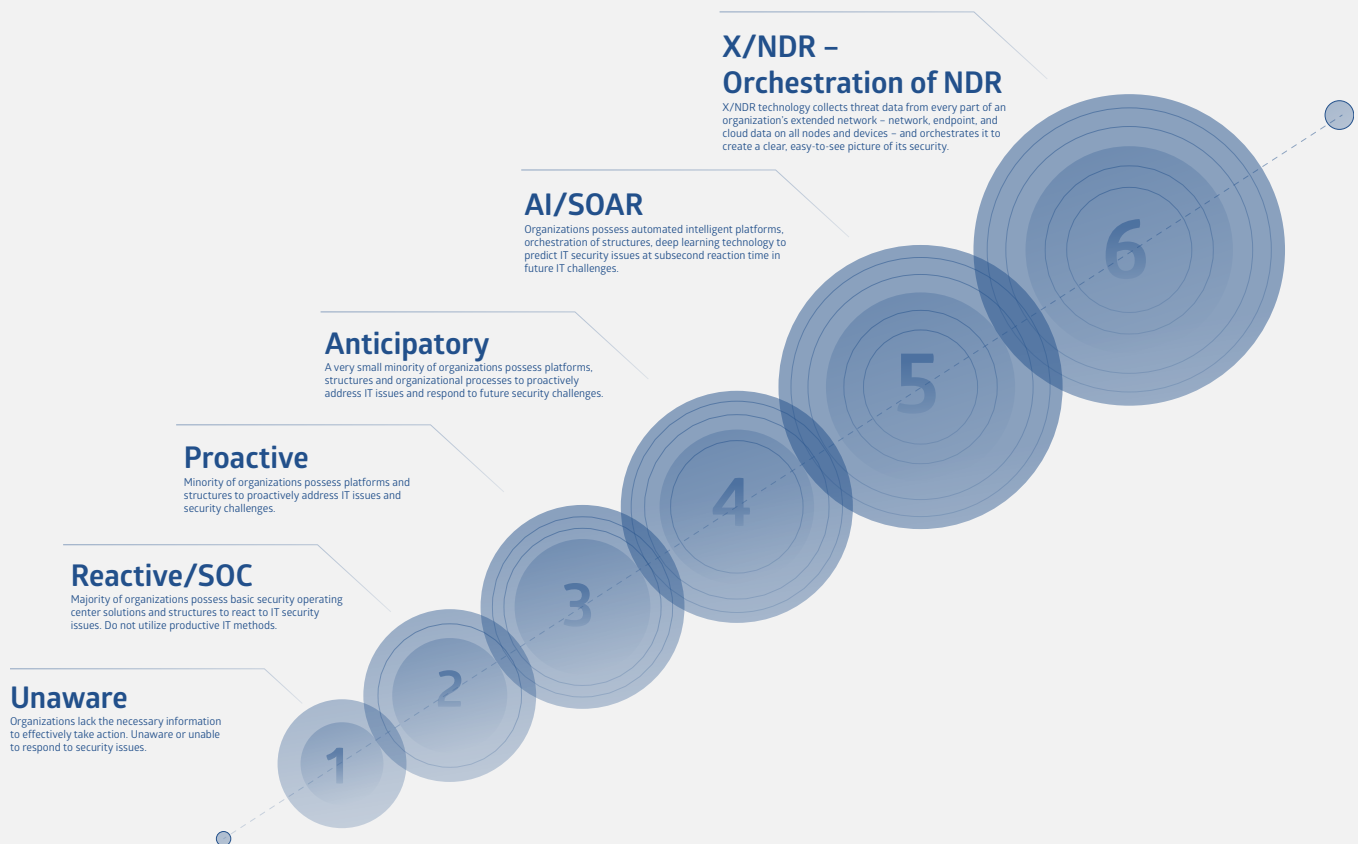 X/NDR –
Orchestration of NDR
X/NDR technology collects threat data from every part of an
organization's extended network – network, endpoint, and
cloud data on all nodes and devices – and orchestrates it to
create a clear, easy-to-see picture of its security.
6
AI/SOAR
Organizations possess automated intelligent platforms,
orchestration of structures, deep learning technology to
predict IT security issues at subsecond reaction time in
future IT challenges.
5
Anticipatory
A very small minority of organizations possess platforms,
structures and organizational processes to proactively
address IT issues and respond to future security challenges.
4
Proactive
Minority of organizations possess platforms and
structures to proactively address IT issues and
security challenges.
3
Reactive/SOC
Majority of organizations possess basic security operating
center solutions and structures to react to IT security
issues. Do not utilize productive IT methods.
2
Unaware
Organizations lack the necessary information
to effectively take action. Unaware or unable
to respond to security issues.
1